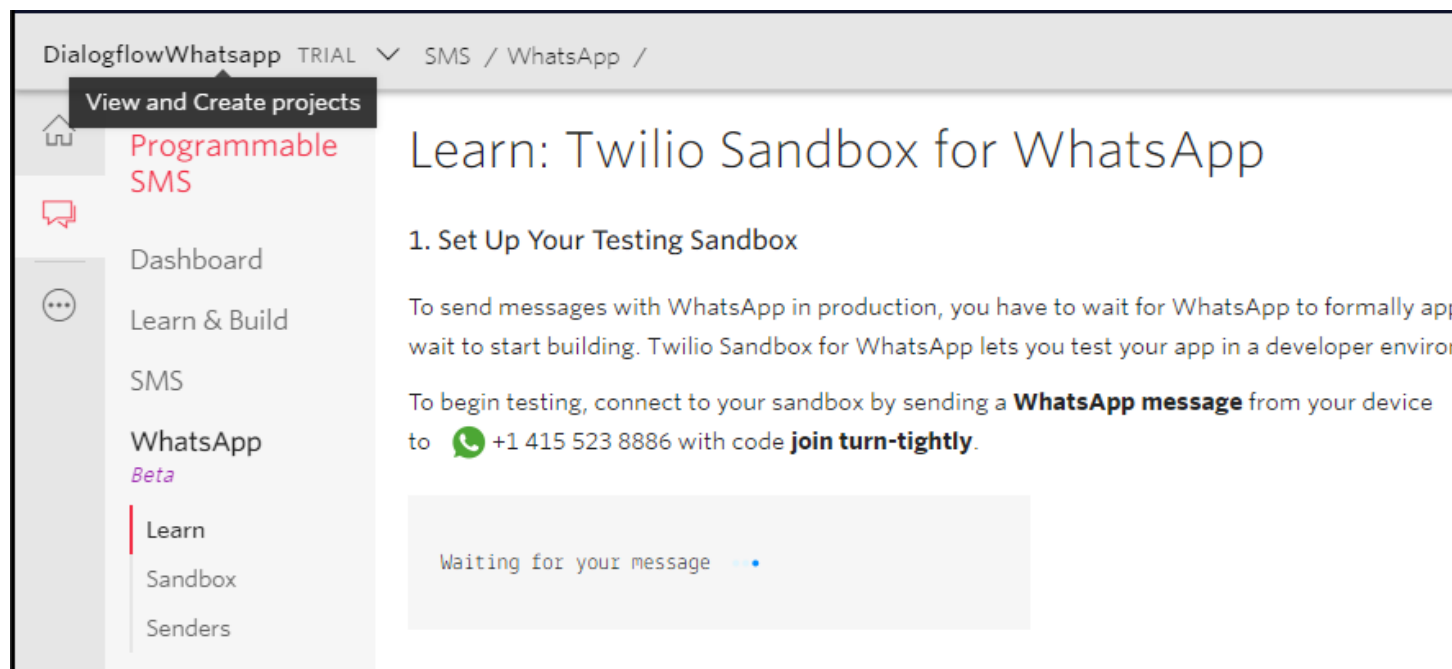 DialogflowWhatsapp TRIAL SMS / WhatsApp /
View and Create projects
Programmable
SMS
Dashboard
Learn & Build
SMS
WhatsApp
Beta
Learn
Sandbox
Senders
Learn: Twilio Sandbox for WhatsApp
1. Set Up Your Testing Sandbox
To send messages with WhatsApp in production, you have to wait for WhatsApp to formally
wait to start building. Twilio Sandbox for WhatsApp lets you test your app in a developer
To begin testing, connect to your sandbox by sending a WhatsApp message from your device
to +1 415 523 8886 with code join turn-tightly.
Waiting for your message